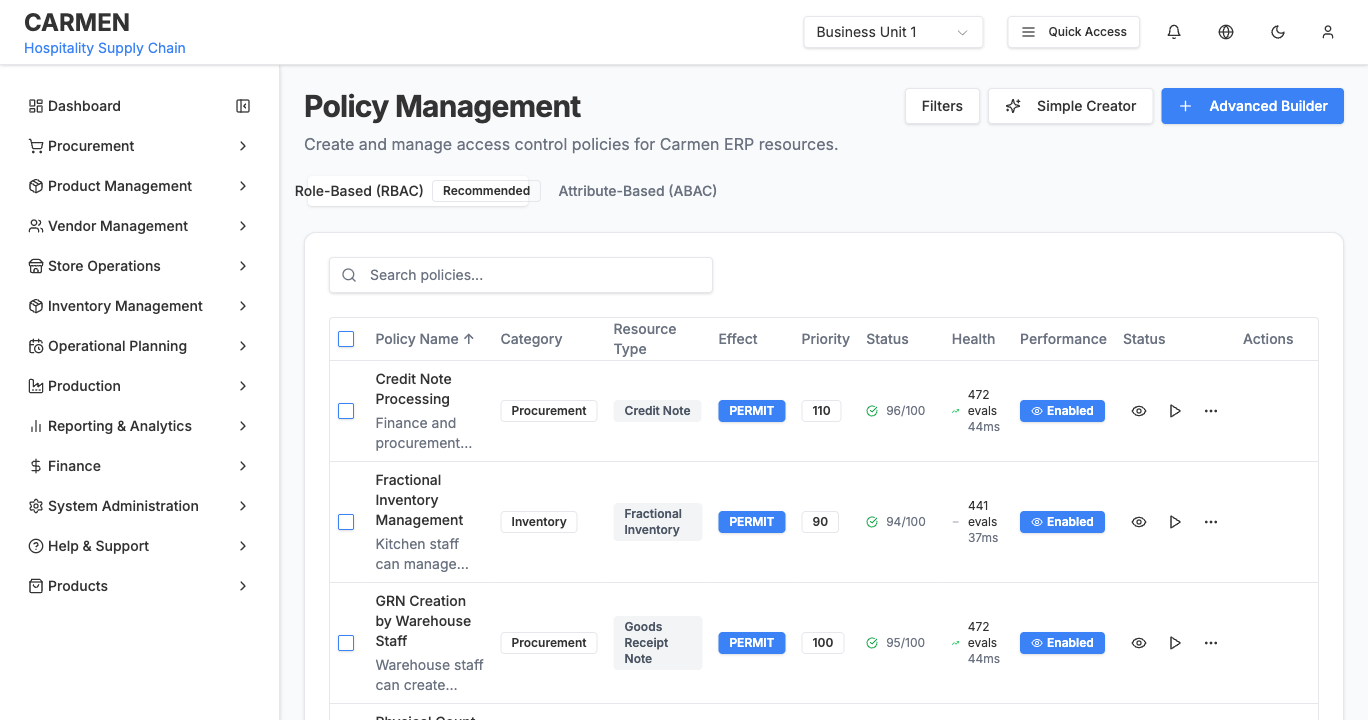 CARMEN
Hospitality Supply Chain
Business Unit 1
Quick Access
Dashboard
Procurement
Product Management
Vendor Management
Store Operations
Inventory Management
Operational Planning
Production
Reporting & Analytics
Finance
System Administration
Help & Support
Products
Policy Management
Create and manage access control policies for Carmen ERP resources.
Filters
Simple Creator
Advanced Builder
Role-Based (RBAC) Recommended Attribute-Based (ABAC)
Search policies...
Policy Name Category Resource Type Effect Priority Status Health Performance Status Actions
Credit Note
Processing
Finance and
procurement...
Procurement
Credit Note
PERMIT
110
96/100
472
evals
44ms
Enabled
Fractional
Inventory
Management
Kitchen staff
can manage...
Inventory
Fractional
Inventory
PERMIT
90
94/100
441
evals
37ms
Enabled
GRN Creation
by Warehouse
Staff
Warehouse staff
can create...
Procurement
Goods
Receipt
Note
PERMIT
100
95/100
472
evals
44ms
Enabled
Physical Count